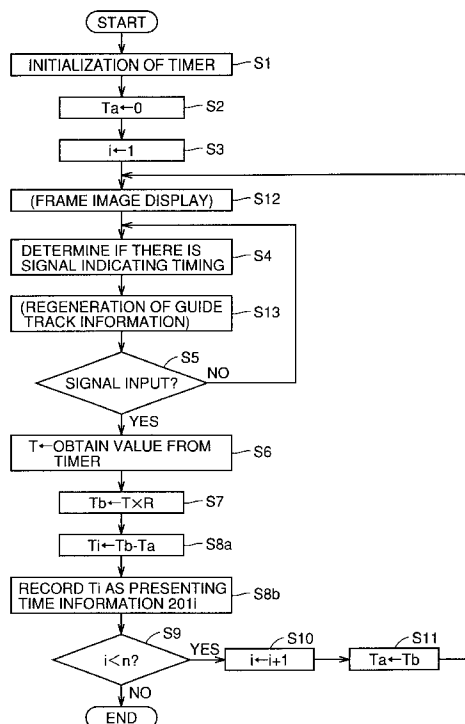 START
INITIALIZATION OF TIMER
S1
Ta←0
S2
i←1
S3
(FRAME IMAGE DISPLAY)
S12
DETERMINE IF THERE IS
SIGNAL INDICATING TIMING
S4
(REGENERATION OF GUIDE
TRACK INFORMATION)
S13
S5
SIGNAL INPUT?
NO
YES
T←OBTAIN VALUE FROM
TIMER
S6
Tb←T×R
S7
Ti←Tb-Ta
S8a
RECORD Ti AS PRESENTING
TIME INFORMATION 201i
S8b
S9
i<n?
YES
S10
i←i+1
S11
Ta←Tb
NO
END